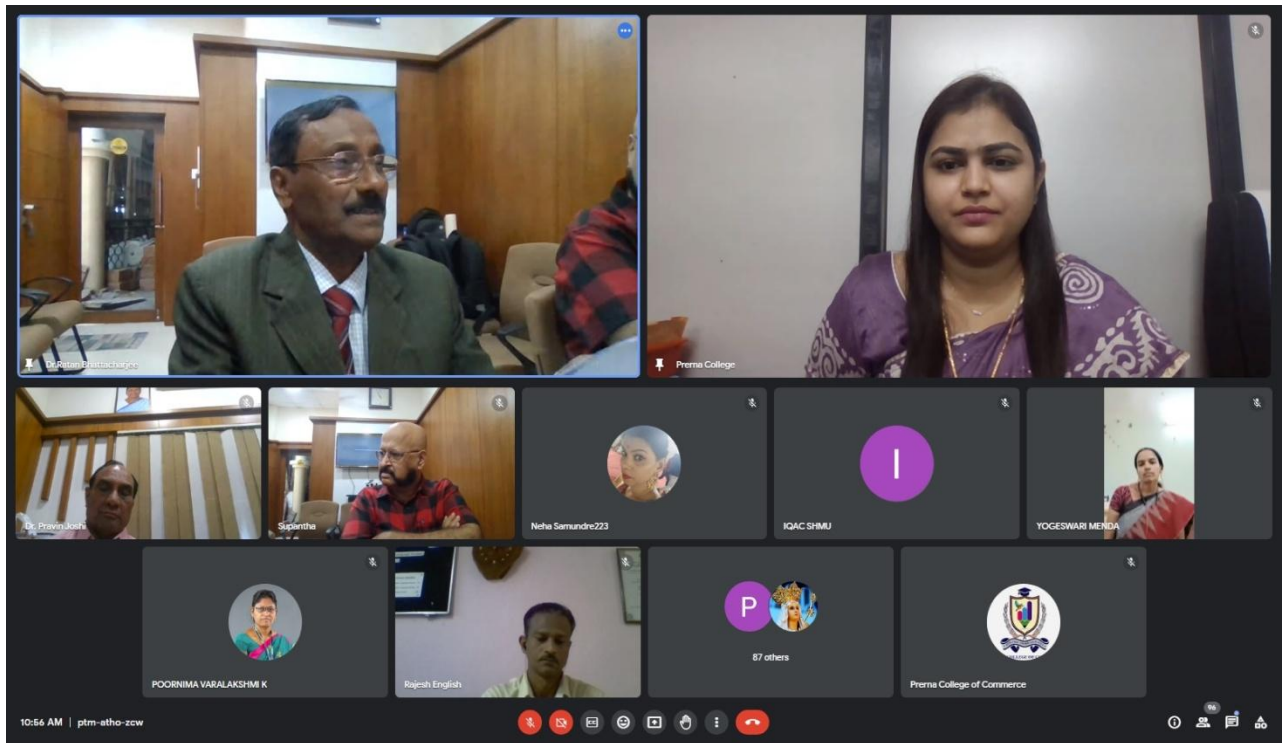 Dr.Ratan Bhattacharjee
Prerna College
Dr. Pravin Joshi
Supantha
Neha Samundre223
I
IQAC SHMU
YOGESWARI MENDA
POORNIMA VARALAKSHMI K
Rajesh English
P
87 others
Prerna College of Commerce
10:56 AM | ptm-atho-zcw
96